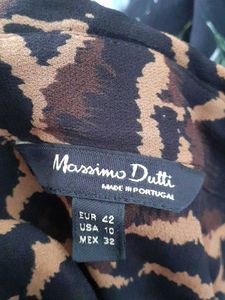 Massimo Dutti
MADE IN PORTUGAL
EUR 42
USA 10
MEX 32